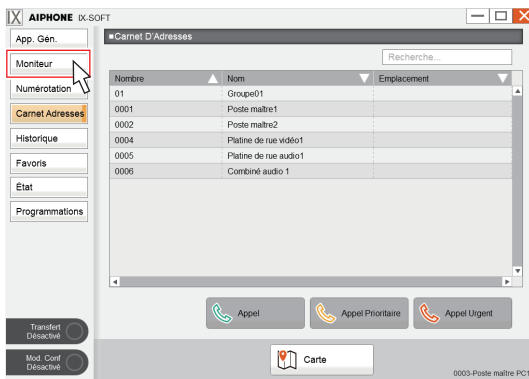 AIPHONE IX-SOFT
App. Gén.
Moniteur
Numérotation
Carnet Adresses
Historique
Favoris
État
Programmations
Transfert
Désactivé
Mod. Conf
Désactivé
■Carnet D'Adresses
Recherche...
Nombre Nom Emplacement
01 Groupe01
0001 Poste maître1
0002 Poste maître2
0004 Platine de rue vidéo1
0005 Platine de rue audio1
0006 Combiné audio 1
Appel Appel Prioritaire Appel Urgent
Carte
0003-Poste maître PC1